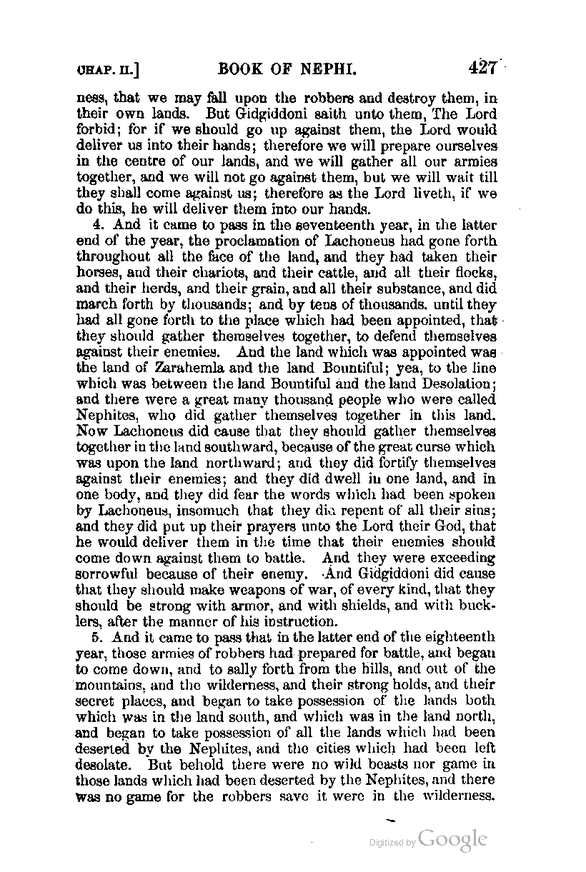 CHAP. II.] BOOK OF NEPHI. 427
ness, that we may fall upon the robbers and destroy them, in
their own lands. But Gidgiddoni saith unto them, The Lord
forbid; for if we should go up against them, the Lord would
deliver us into their hands; therefore we will prepare ourselves
in the centre of our lands, and we will gather all our armies
together, and we will not go against them, but we will wait till
they shall come against us; therefore as the Lord liveth, if we
do this, he will deliver them into our hands.
4. And it came to pass in the seventeenth year, in the latter
end of the year, the proclamation of Lachoneus had gone forth
throughout all the face of the land, and they had taken their
horses, and their chariots, and their cattle, and all their flocks,
and their herds, and their grain, and all their substance, and did
march forth by thousands; and by tens of thousands, until they
had all gone forth to the place which had been appointed, that
they should gather themselves together, to defend themselves
against their enemies. And the land which was appointed was
the land of Zarahemla and the land Bountiful; yea, to the line
which was between the land Bountiful and the land Desolation;
and there were a great many thousand people who were called
Nephites, who did gather themselves together in this land.
Now Lachoneus did cause that they should gather themselves
together in the land southward, because of the great curse which
was upon the land northward; and they did fortify themselves
against their enemies; and they did dwell in one land, and in
one body, and they did fear the words which had been spoken
by Lachoneus, insomuch that they did repent of all their sins;
and they did put up their prayers unto the Lord their God, that
he would deliver them in the time that their enemies should
come down against them to battle. And they were exceeding
sorrowful because of their enemy. And Gidgiddoni did cause
that they should make weapons of war, of every kind, that they
should be strong with armor, and with shields, and with buck-
lers, after the manner of his instruction.
5. And it came to pass that in the latter end of the eighteenth
year, those armies of robbers had prepared for battle, and began
to come down, and to sally forth from the hills, and out of the
mountains, and the wilderness, and their strong holds, and their
secret places, and began to take possession of the lands both
which was in the land south, and which was in the land north,
and began to take possession of all the lands which had been
deserted by the Nephites, and the cities which had been left
desolate. But behold there were no wild beasts nor game in
those lands which had been deserted by the Nephites, and there
was no game for the robbers save it were in the wilderness.
Digitized by Google